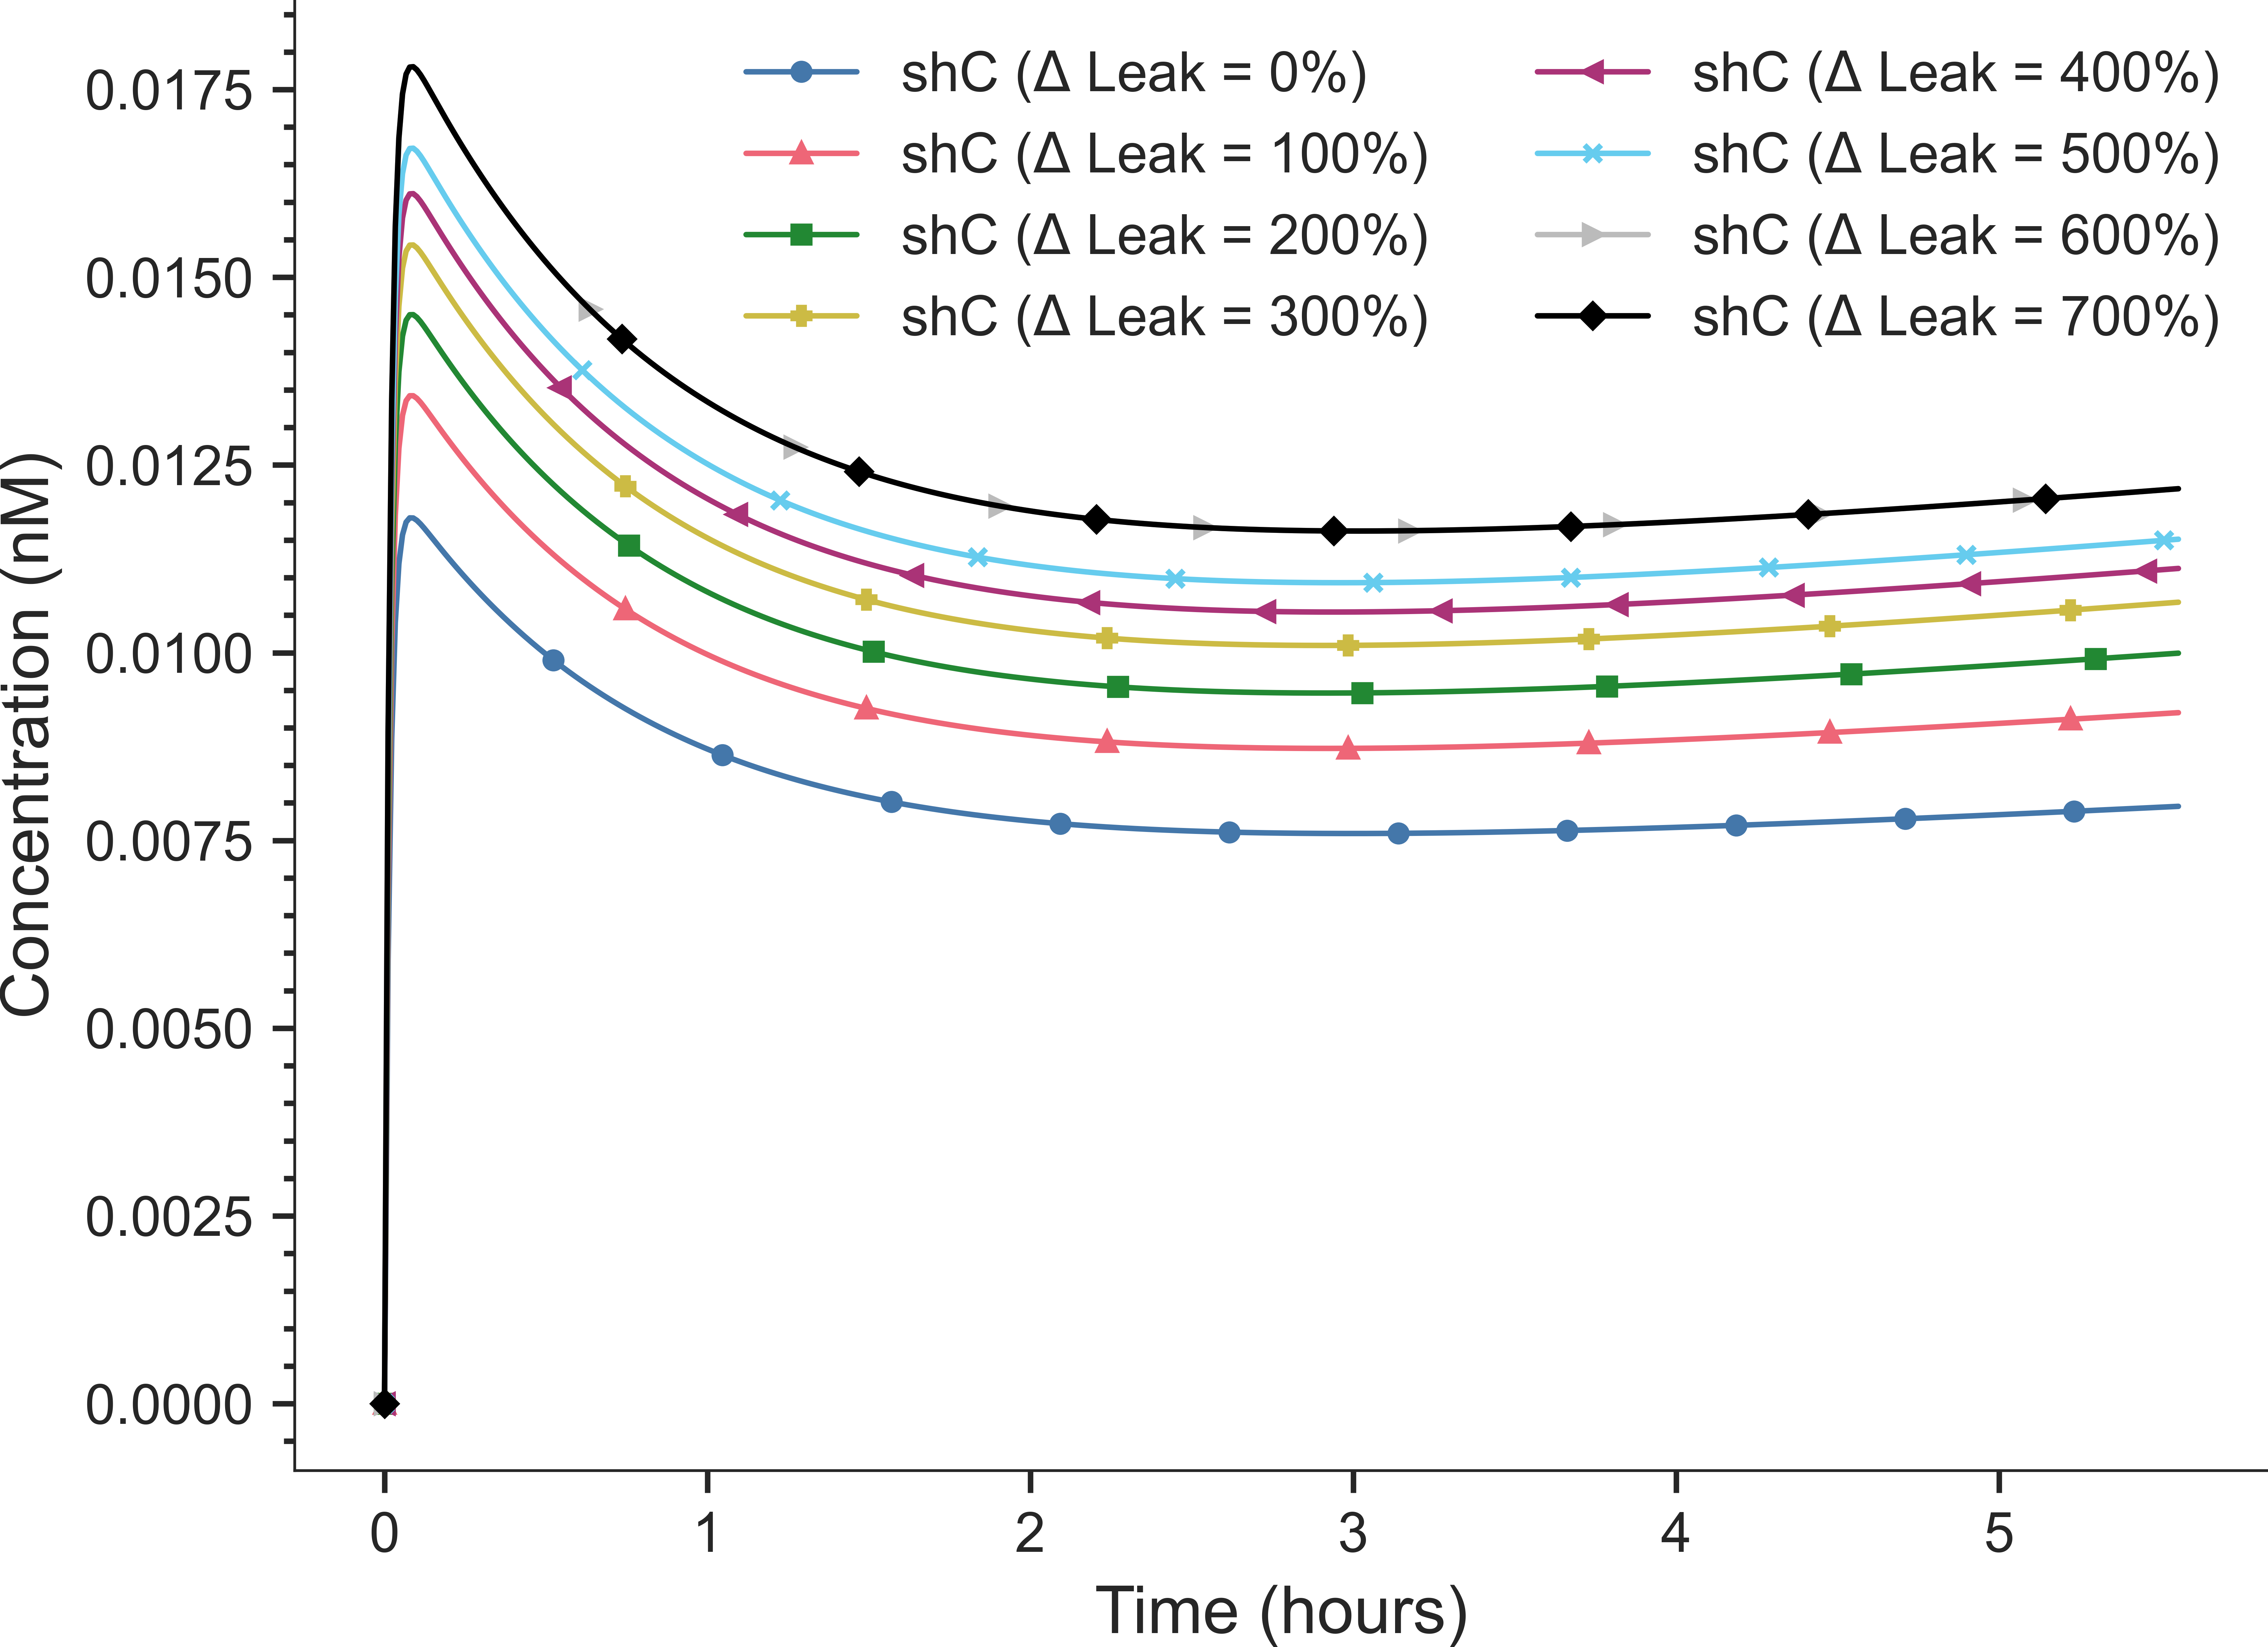 shC (Δ Leak = 0%)
shC (Δ Leak = 100%)
shC (Δ Leak = 200%)
shC (Δ Leak = 300%)
shC (Δ Leak = 400%)
shC (Δ Leak = 500%)
shC (Δ Leak = 600%)
shC (Δ Leak = 700%)
Concentration (nM)
0.0175
0.0150
0.0125
0.0100
0.0075
0.0050
0.0025
0.0000
0 1 2 3 4 5
Time (hours)